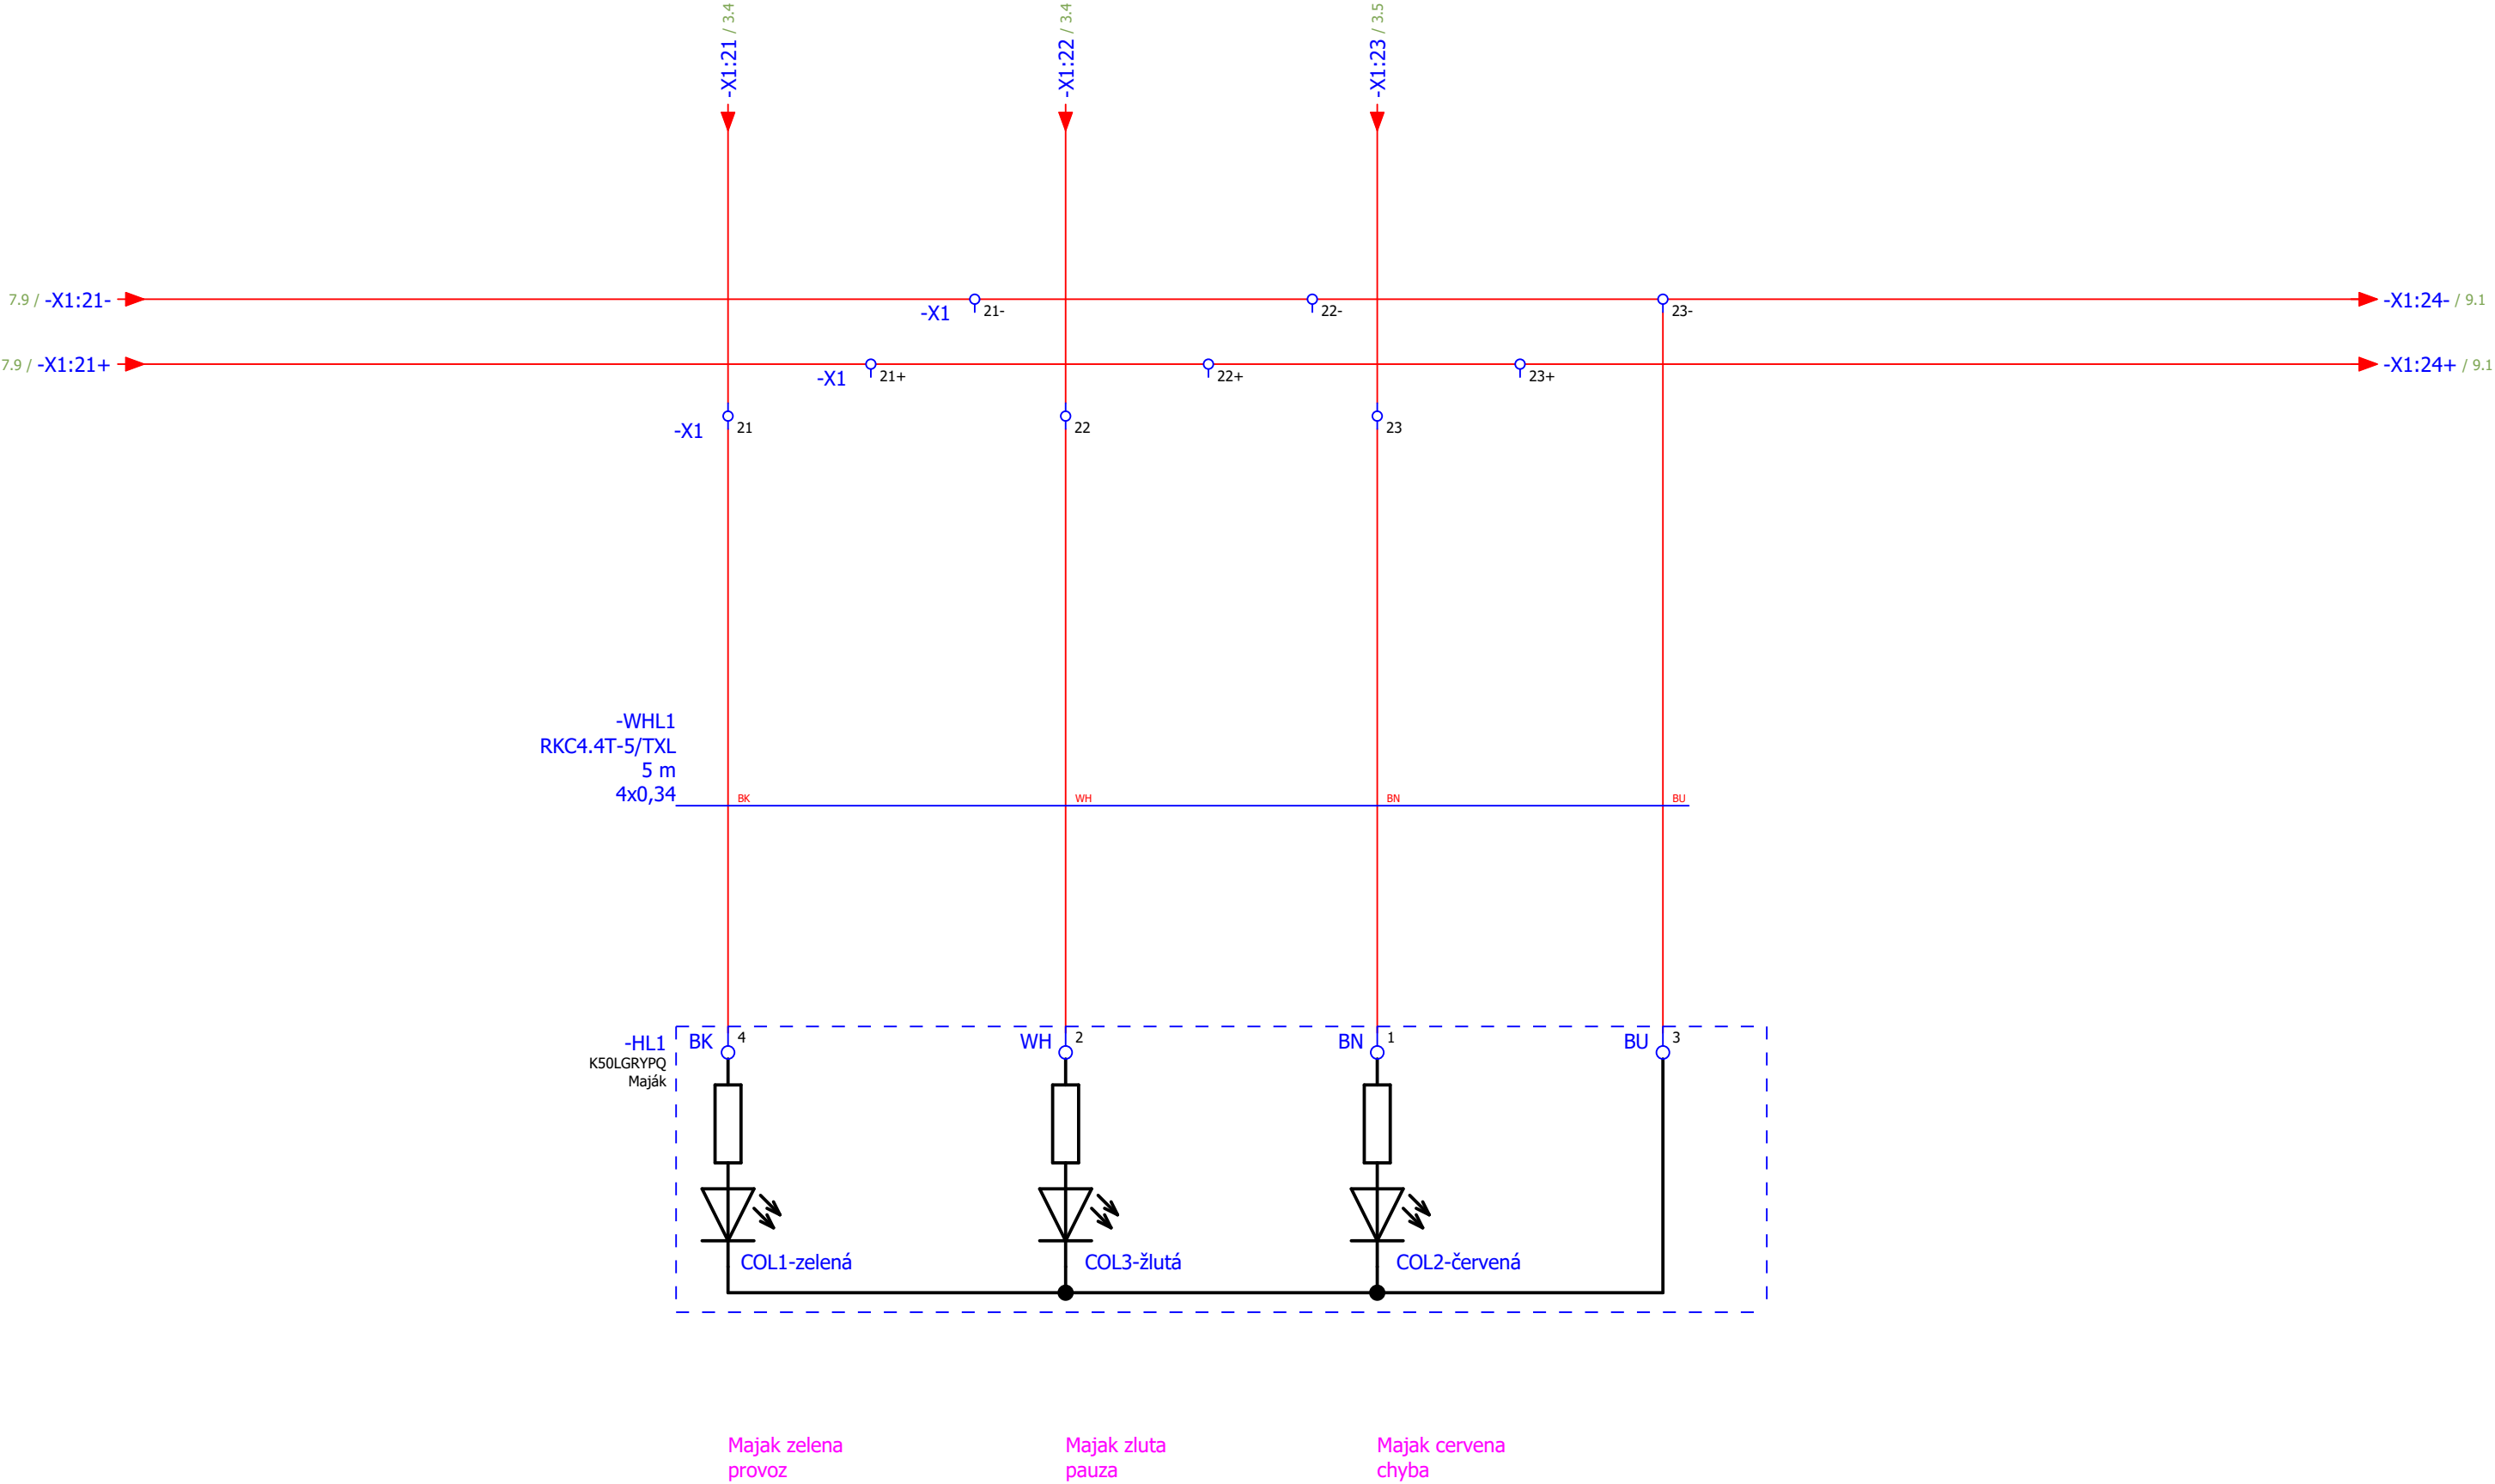 -X1:21 / 3.4
-X1:22 / 3.4
-X1:23 / 3.5
7.9 / -X1:21-
-X1
21-
22-
23-
-X1:24- / 9.1
7.9 / -X1:21+
-X1
21+
22+
23+
-X1:24+ / 9.1
-X1
21
22
23
-WHL1
RKC4.4T-5/TXL
5 m
4x0,34
BK
WH
BN
BU
-HL1
K50LGRYPQ
Maják
BK
4
WH
2
BN
1
BU
3
COL1-zelená
COL3-žlutá
COL2-červená
Majak zelena
provoz
Majak zluta
pauza
Majak cervena
chyba